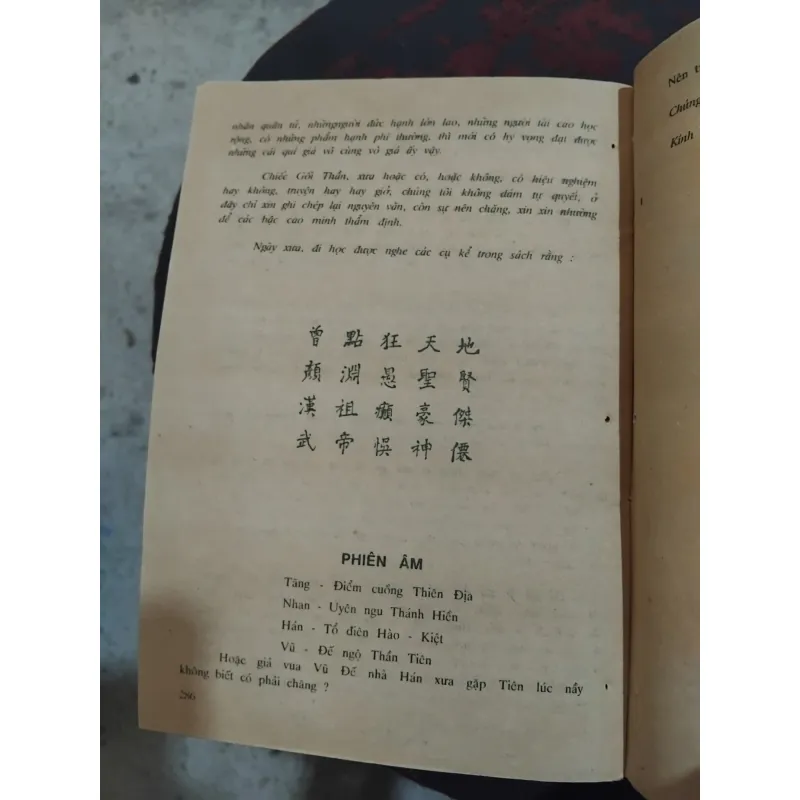 nhân quân tử, nhữngngười đức hạnh lớn lao, những người tài cao học
rộng, có những phẩm hạnh phi thường, thì mới có hy vọng đạt được
những cái quí giá vô cùng vô giá ấy vậy.
Chiếc Gối Thần, xưa hoặc có, hoặc không, có hiệu nghiệm
hay không, truyện hay hay giở, chúng tôi không dám tự quyết, ở
đây chỉ xin ghi chép lại nguyên văn, còn sự nên chăng, xin xin nhường
để các bậc cao minh thẩm định.
Ngày xưa, đi học được nghe các cụ kể trong sách rằng :
曾 點 狂 天 地
顏 淵 愚 聖 賢
漢 祖 癲 豪 傑
武 帝 悞 神 僊
PHIÊN ÂM
Tăng - Điểm cuồng Thiên Địa
Nhan - Uyên ngu Thánh Hiền
Hán - Tổ điên Hào - Kiệt
Vũ - Đế ngộ Thần Tiên
Hoặc giả vua Vũ Đế nhà Hán xưa gặp Tiên lúc nầy
không biết có phải chăng ?
286
Nên t
Chúng
Kính